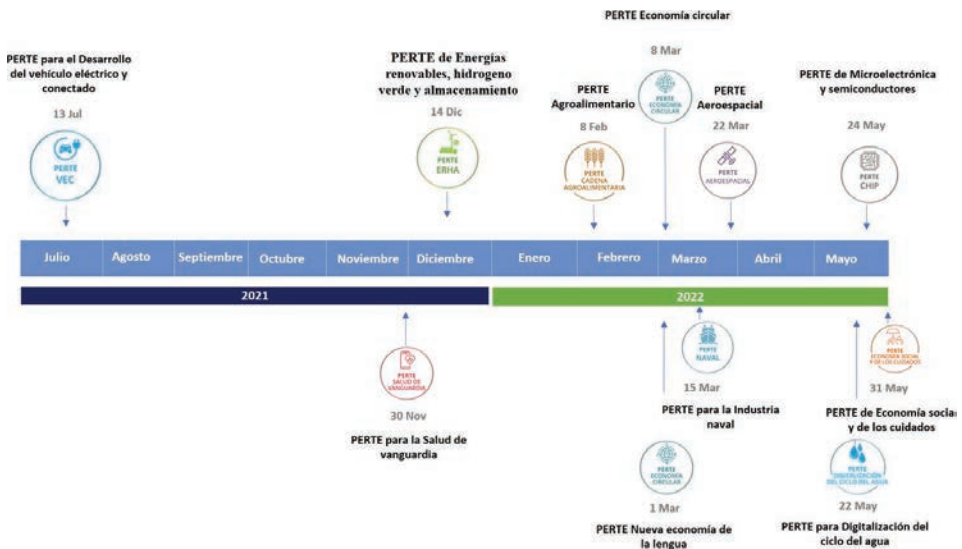 PERTE Economía circular
8 Mar
PERTE
ECONOMÍA
CIRCULAR
PERTE para el Desarrollo
del vehículo eléctrico y
conectado
13 Jul
PERTE
VEC
PERTE de Energías
renovables, hidrogeno
verde y almacenamiento
14 Dic
PERTE
ERHA
PERTE
Agroalimentario
8 Feb
PERTE
CADENA
AGROALIMENTARIA
PERTE
Aeroespacial
22 Mar
PERTE
AEROESPACIAL
PERTE de Microelectrónica
y semiconductores
24 May
PERTE
CHIP
Julio
Agosto
Septiembre
Octubre
Noviembre
Diciembre
Enero
Febrero
Marzo
Abril
Mayo
2021
2022
PERTE
SALUD DE
VANGUARDIA
30 Nov
PERTE para la Salud de
vanguardia
PERTE
NAVAL
15 Mar
PERTE para la Industria
naval
PERTE
ECONOMÍA
CIRCULAR
1 Mar
PERTE Nueva economía de
la lengua
PERTE
ECONOMÍA SOCIAL
Y DE LOS CUIDADOS
31 May
PERTE de Economía socia
y de los cuidados
PERTE
DIGITALIZACIÓN
DEL CICLO DEL AGUA
22 May
PERTE para Digitalización del
ciclo del agua